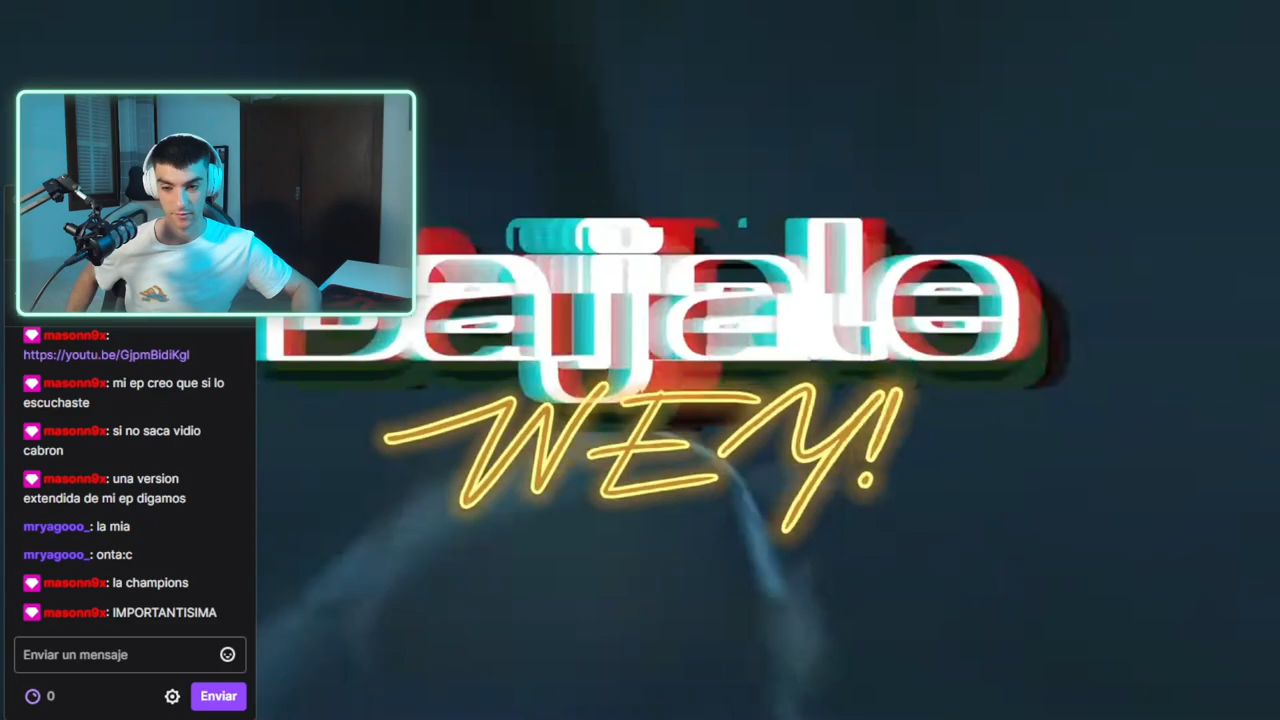 Bajalo
WEY!
masonn9x:
https://youtu.be/GjpmBidiKgI
masonn9x: mi ep creo que si lo
escuchaste
masonn9x: si no saca vidio
cabron
masonn9x: una version
extendida de mi ep digamos
mryagooo_: la mia
mryagooo_: onta:c
masonn9x: la champions
masonn9x: IMPORTANTISIMA
Enviar un mensaje
0
Enviar